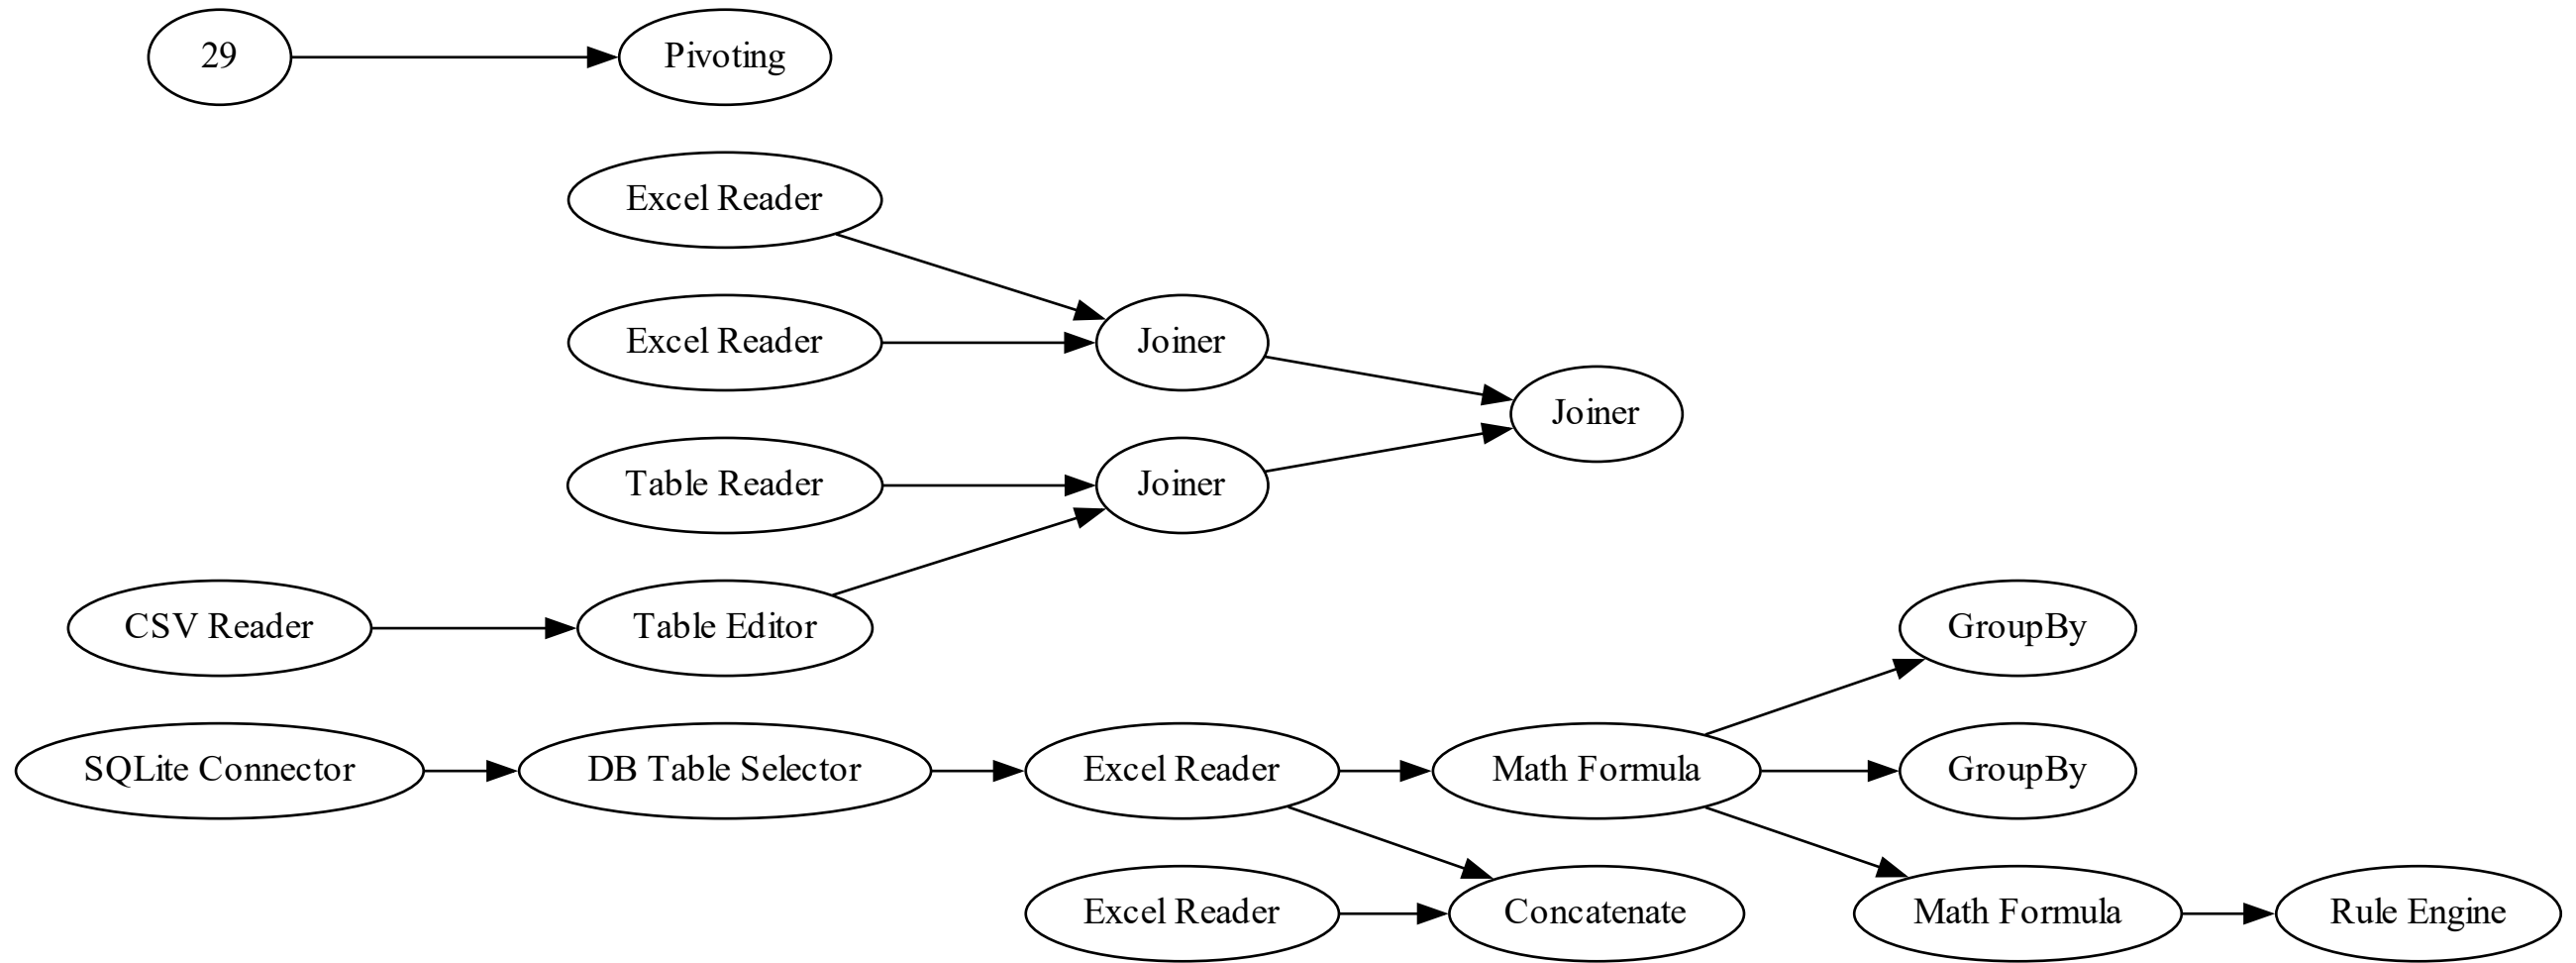 29
Pivoting
Excel Reader
Excel Reader
Joiner
Joiner
Table Reader
Joiner
CSV Reader
Table Editor
GroupBy
SQLite Connector
DB Table Selector
Excel Reader
Math Formula
GroupBy
Excel Reader
Concatenate
Math Formula
Rule Engine